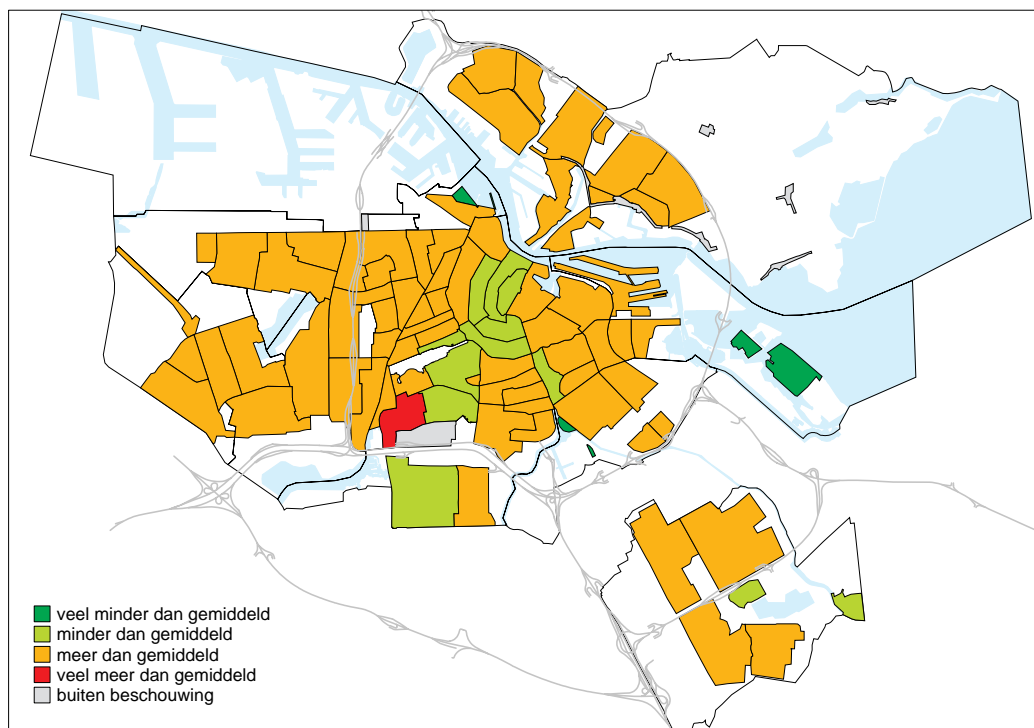 veel minder dan gemiddeld
minder dan gemiddeld
meer dan gemiddeld
veel meer dan gemiddeld
buiten beschouwing